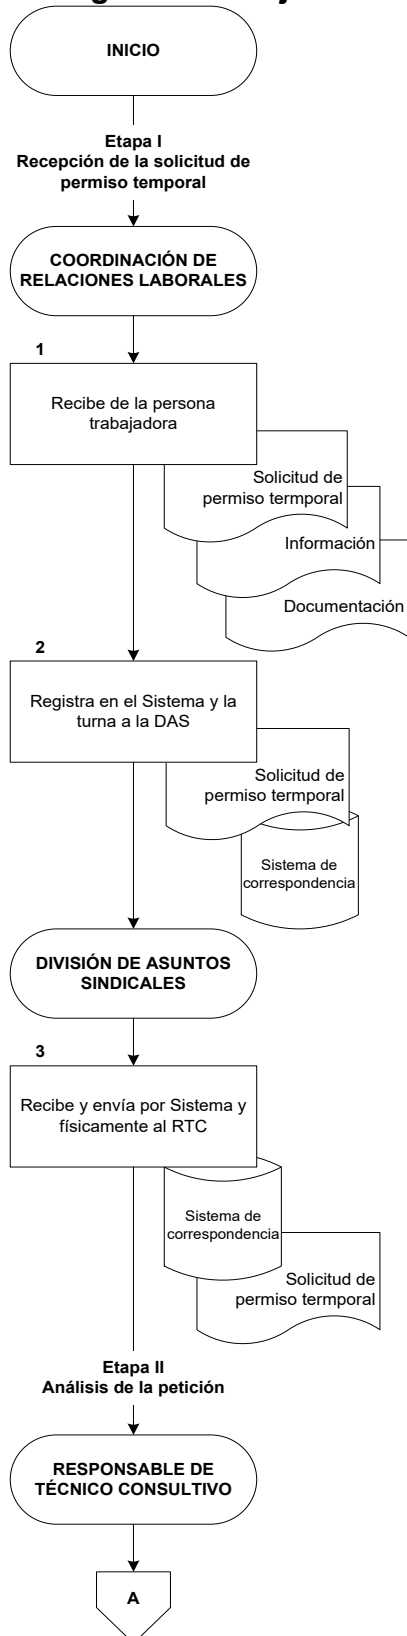 INICIO
Etapa I
Recepción de la solicitud de
permiso temporal
COORDINACIÓN DE
RELACIONES LABORALES
1
Recibe de la persona
trabajadora
Solicitud de
permiso termporal
Información
Documentación
2
Registra en el Sistema y la
turna a la DAS
Solicitud de
permiso termporal
Sistema de
correspondencia
DIVISIÓN DE ASUNTOS
SINDICALES
3
Recibe y envía por Sistema y
físicamente al RTC
Sistema de
correspondencia
Solicitud de
permiso termporal
Etapa II
Análisis de la petición
RESPONSABLE DE
TÉCNICO CONSULTIVO
A